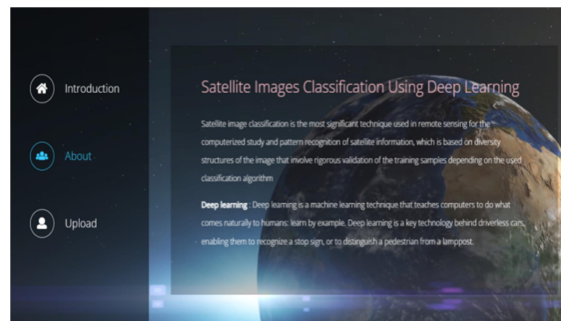 Introduction
About
Upload
Satellite Images Classification Using Deep Learning
Satellite image classification is the most significant technique used in remote sensing for the
computerized study and pattern recognition of satellite information, which is based on diversity
structures of the image that involve rigorous validation of the training samples depending on the used
classification algorithm
Deep learning : Deep learning is a machine learning technique that teaches computers to do what
comes naturally to humans: learn by example. Deep learning is a key technology behind driverless cars,
enabling them to recognize a stop sign, or to distinguish a pedestrian from a lamppost.